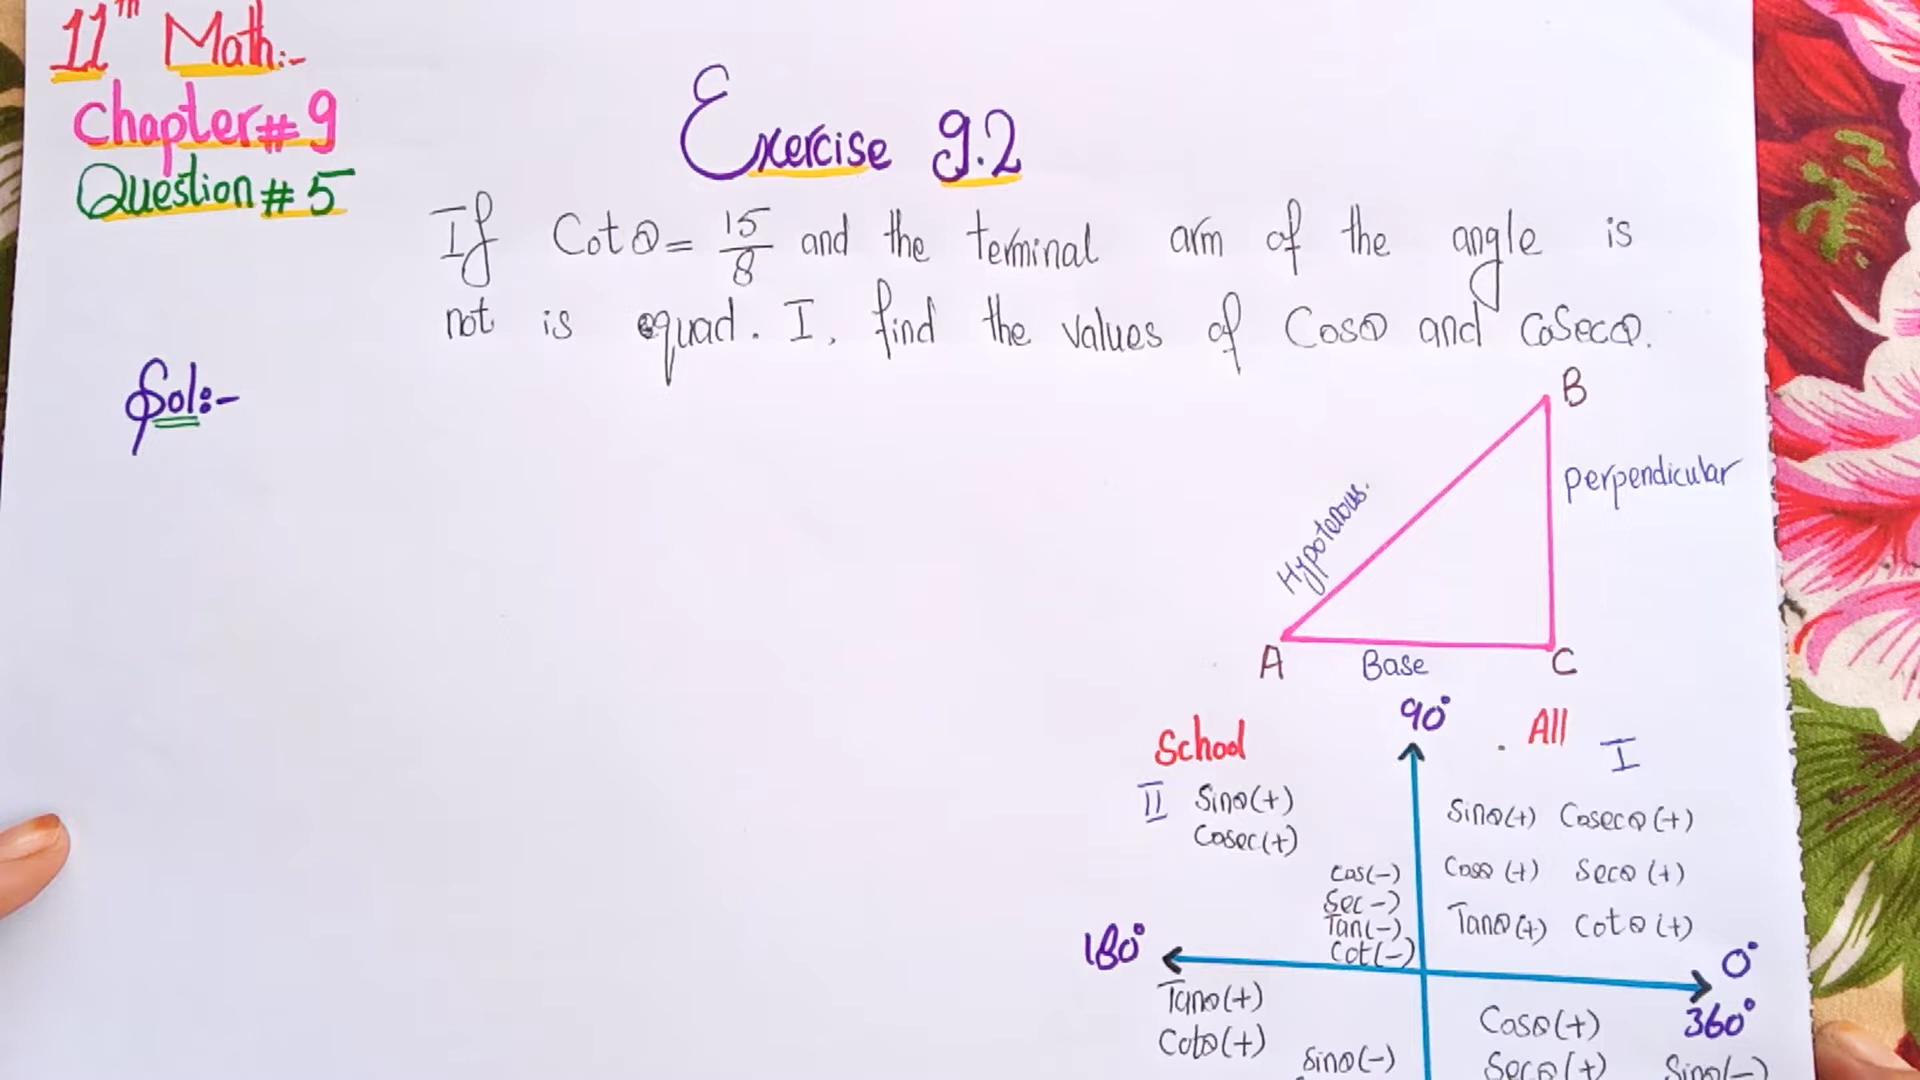 11th Math:-
Chapter# 9
Question # 5
Exercise 9.2
If Cotθ = 15/8 and the terminal arm of the angle is
not is equad. I, find the values of Cosθ and CoSecθ.
Sol:-
B
perpendicular
Hypotenous.
A Base C
90°
School
All
I
II Sinθ(+)
Cosec(+)
Sinθ(+) Cosecθ(+)
Cosθ (+) Secθ (+)
Tanθ(+) Cotθ(+)
Cos(-)
Sec-)
Tan(-)
Cot(-)
180°
0°
360°
Tanθ(+)
Cotθ(+)
Sinθ(-)
Cosθ(+)
Secθ(+)
Sinθ(-)